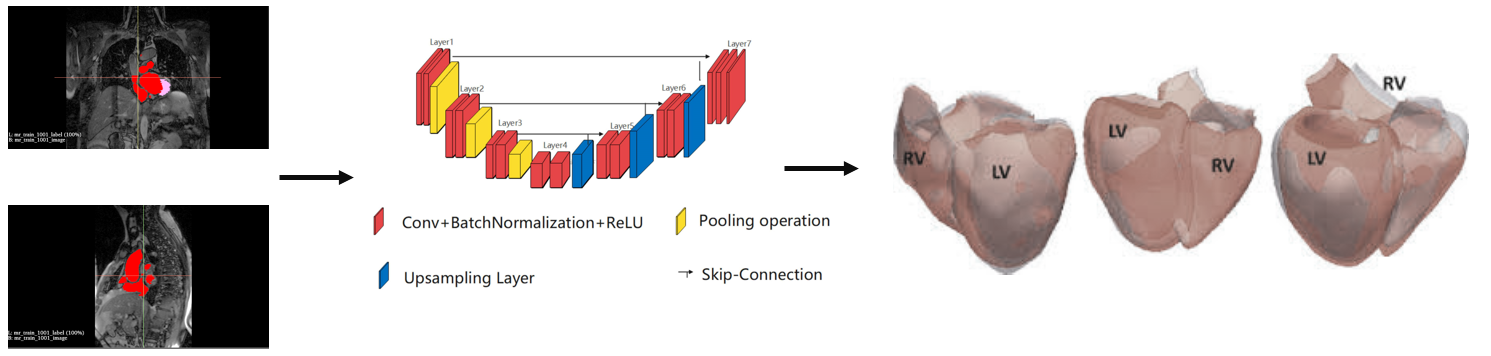 L: mr_train_1001_label (100%)
B: mr_train_1001_image
L: mr_train_1001_label (100%)
B: mr_train_1001_image
Layer1
Layer2
Layer3
Layer4
Layer5
Layer6
Layer7
Conv+BatchNormalization+ReLU
Pooling operation
Upsampling Layer
Skip-Connection
RV
LV
LV
RV
LV
RV